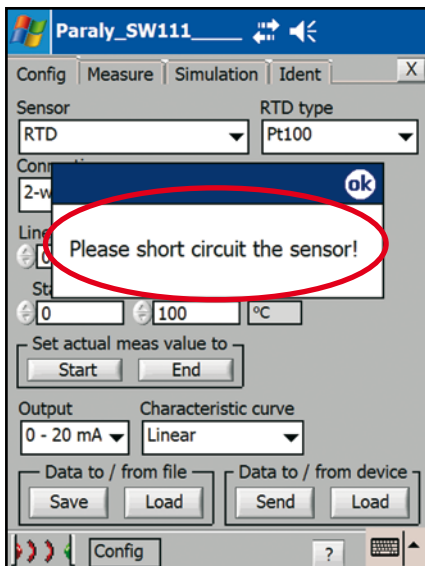 Paraly_SW111____
Config Measure Simulation Ident X
Sensor RTD type
RTD Pt100
ok
Please short circuit the sensor!
0 100 °C
Set actual meas value to
Start End
Output Characteristic curve
0 - 20 mA Linear
Data to / from file Data to / from device
Save Load Send Load
Config ?